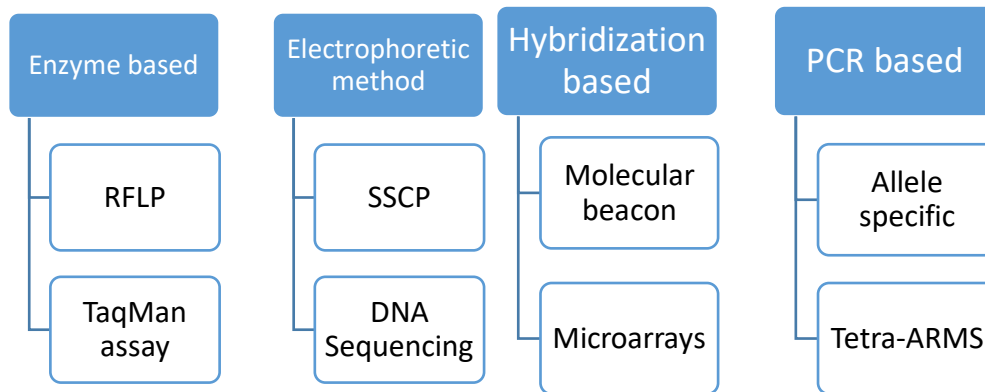 Enzyme based
RFLP
TaqMan
assay
Electrophoretic
method
SSCP
DNA
Sequencing
Hybridization
based
Molecular
beacon
Microarrays
PCR based
Allele
specific
Tetra-ARMS